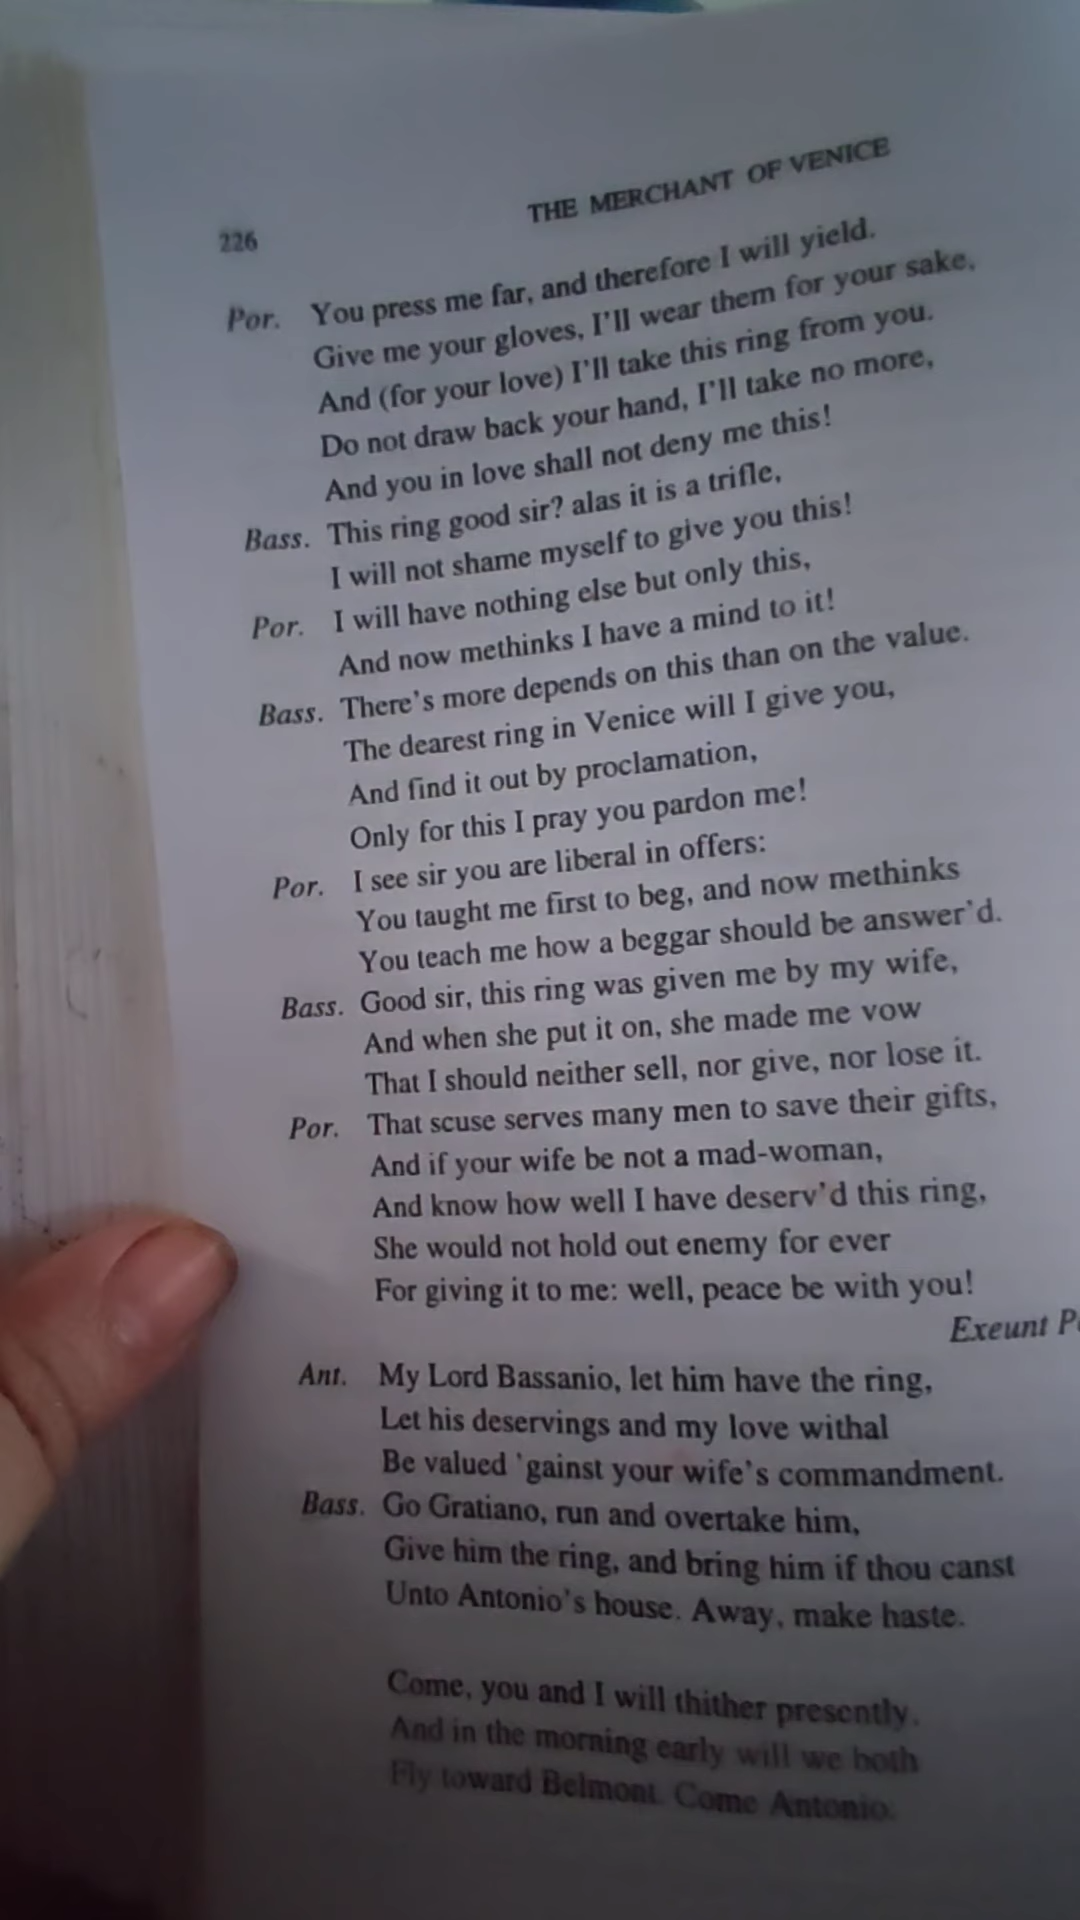 226
THE MERCHANT OF VENICE
Por. You press me far, and therefore I will yield.
Give me your gloves, I'll wear them for your sake,
And (for your love) I'll take this ring from you.
Do not draw back your hand, I'll take no more,
And you in love shall not deny me this!
Bass. This ring good sir? alas it is a trifle,
I will not shame myself to give you this!
Por. I will have nothing else but only this,
And now methinks I have a mind to it!
Bass. There's more depends on this than on the value.
The dearest ring in Venice will I give you,
And find it out by proclamation,
Only for this I pray you pardon me!
Por. I see sir you are liberal in offers:
You taught me first to beg, and now methinks
You teach me how a beggar should be answer'd.
Bass. Good sir, this ring was given me by my wife,
And when she put it on, she made me vow
That I should neither sell, nor give, nor lose it.
Por. That scuse serves many men to save their gifts,
And if your wife be not a mad-woman,
And know how well I have deserv'd this ring,
She would not hold out enemy for ever
For giving it to me: well, peace be with you!
Exeunt
Ant. My Lord Bassanio, let him have the ring,
Let his deservings and my love withal
Be valued 'gainst your wife's commandment.
Bass. Go Gratiano, run and overtake him,
Give him the ring, and bring him if thou canst
Unto Antonio's house. Away, make haste.
Come, you and I will thither presently,
And in the morning early will we both
Fly toward Belmont. Come Antonio.